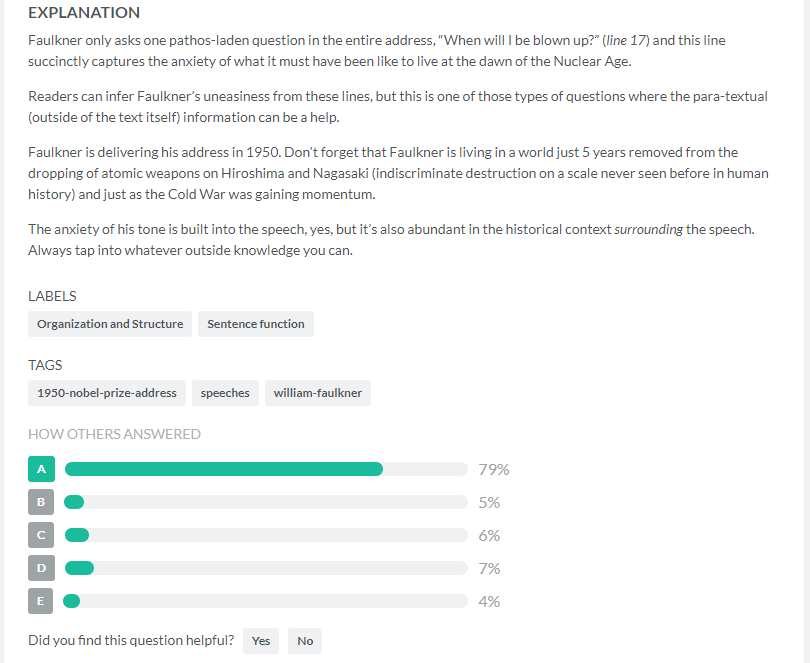 EXPLANATION
Faulkner only asks one pathos-laden question in the entire address, “When will I be blown up?” (line 17) and this line
succinctly captures the anxiety of what it must have been like to live at the dawn of the Nuclear Age.
Readers can infer Faulkner’s uneasiness from these lines, but this is one of those types of questions where the para-textual
(outside of the text itself) information can be a help.
Faulkner is delivering his address in 1950. Don't forget that Faulkner is living in a world just 5 years removed from the
dropping of atomic weapons on Hiroshima and Nagasaki (indiscriminate destruction on a scale never seen before in human
history) and just as the Cold War was gaining momentum.
The anxiety of his tone is built into the speech, yes, but it’s also abundant in the historical context surrounding the speech.
Always tap into whatever outside knowledge you can.
LABELS
Organization and Structure Sentence function
TAGS
1950-nobel-prize-address speeches william-faulkner
HOW OTHERS ANSWERED
A 79%
B 5%
C 6%
D 7%
E 4%
Did you find this question helpful? Yes No